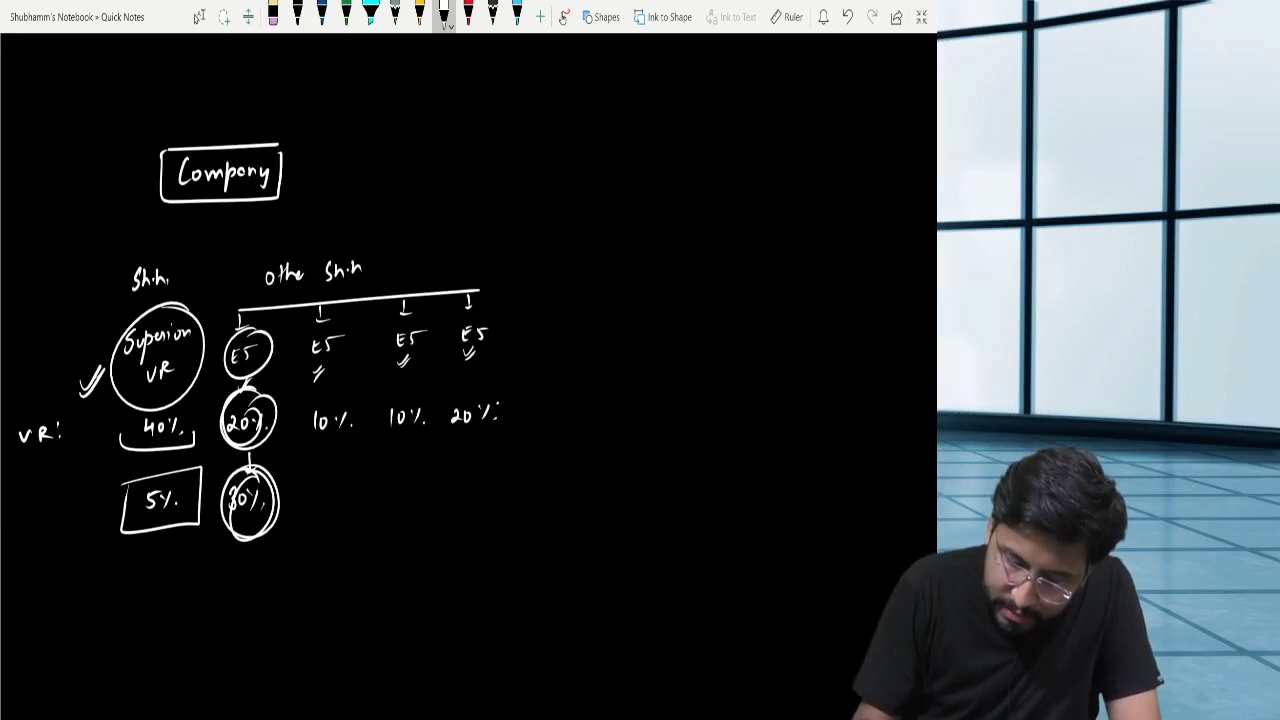 Shubhamm's Notebook » Quick Notes
Shapes
Ink to Shape
Ink to Text
Ruler
Company
Sh.h.
Othe Sh.h
Superior
VR
ES ES ES ES
VR: 40% 20% 10% 10% 20%
5% 30%